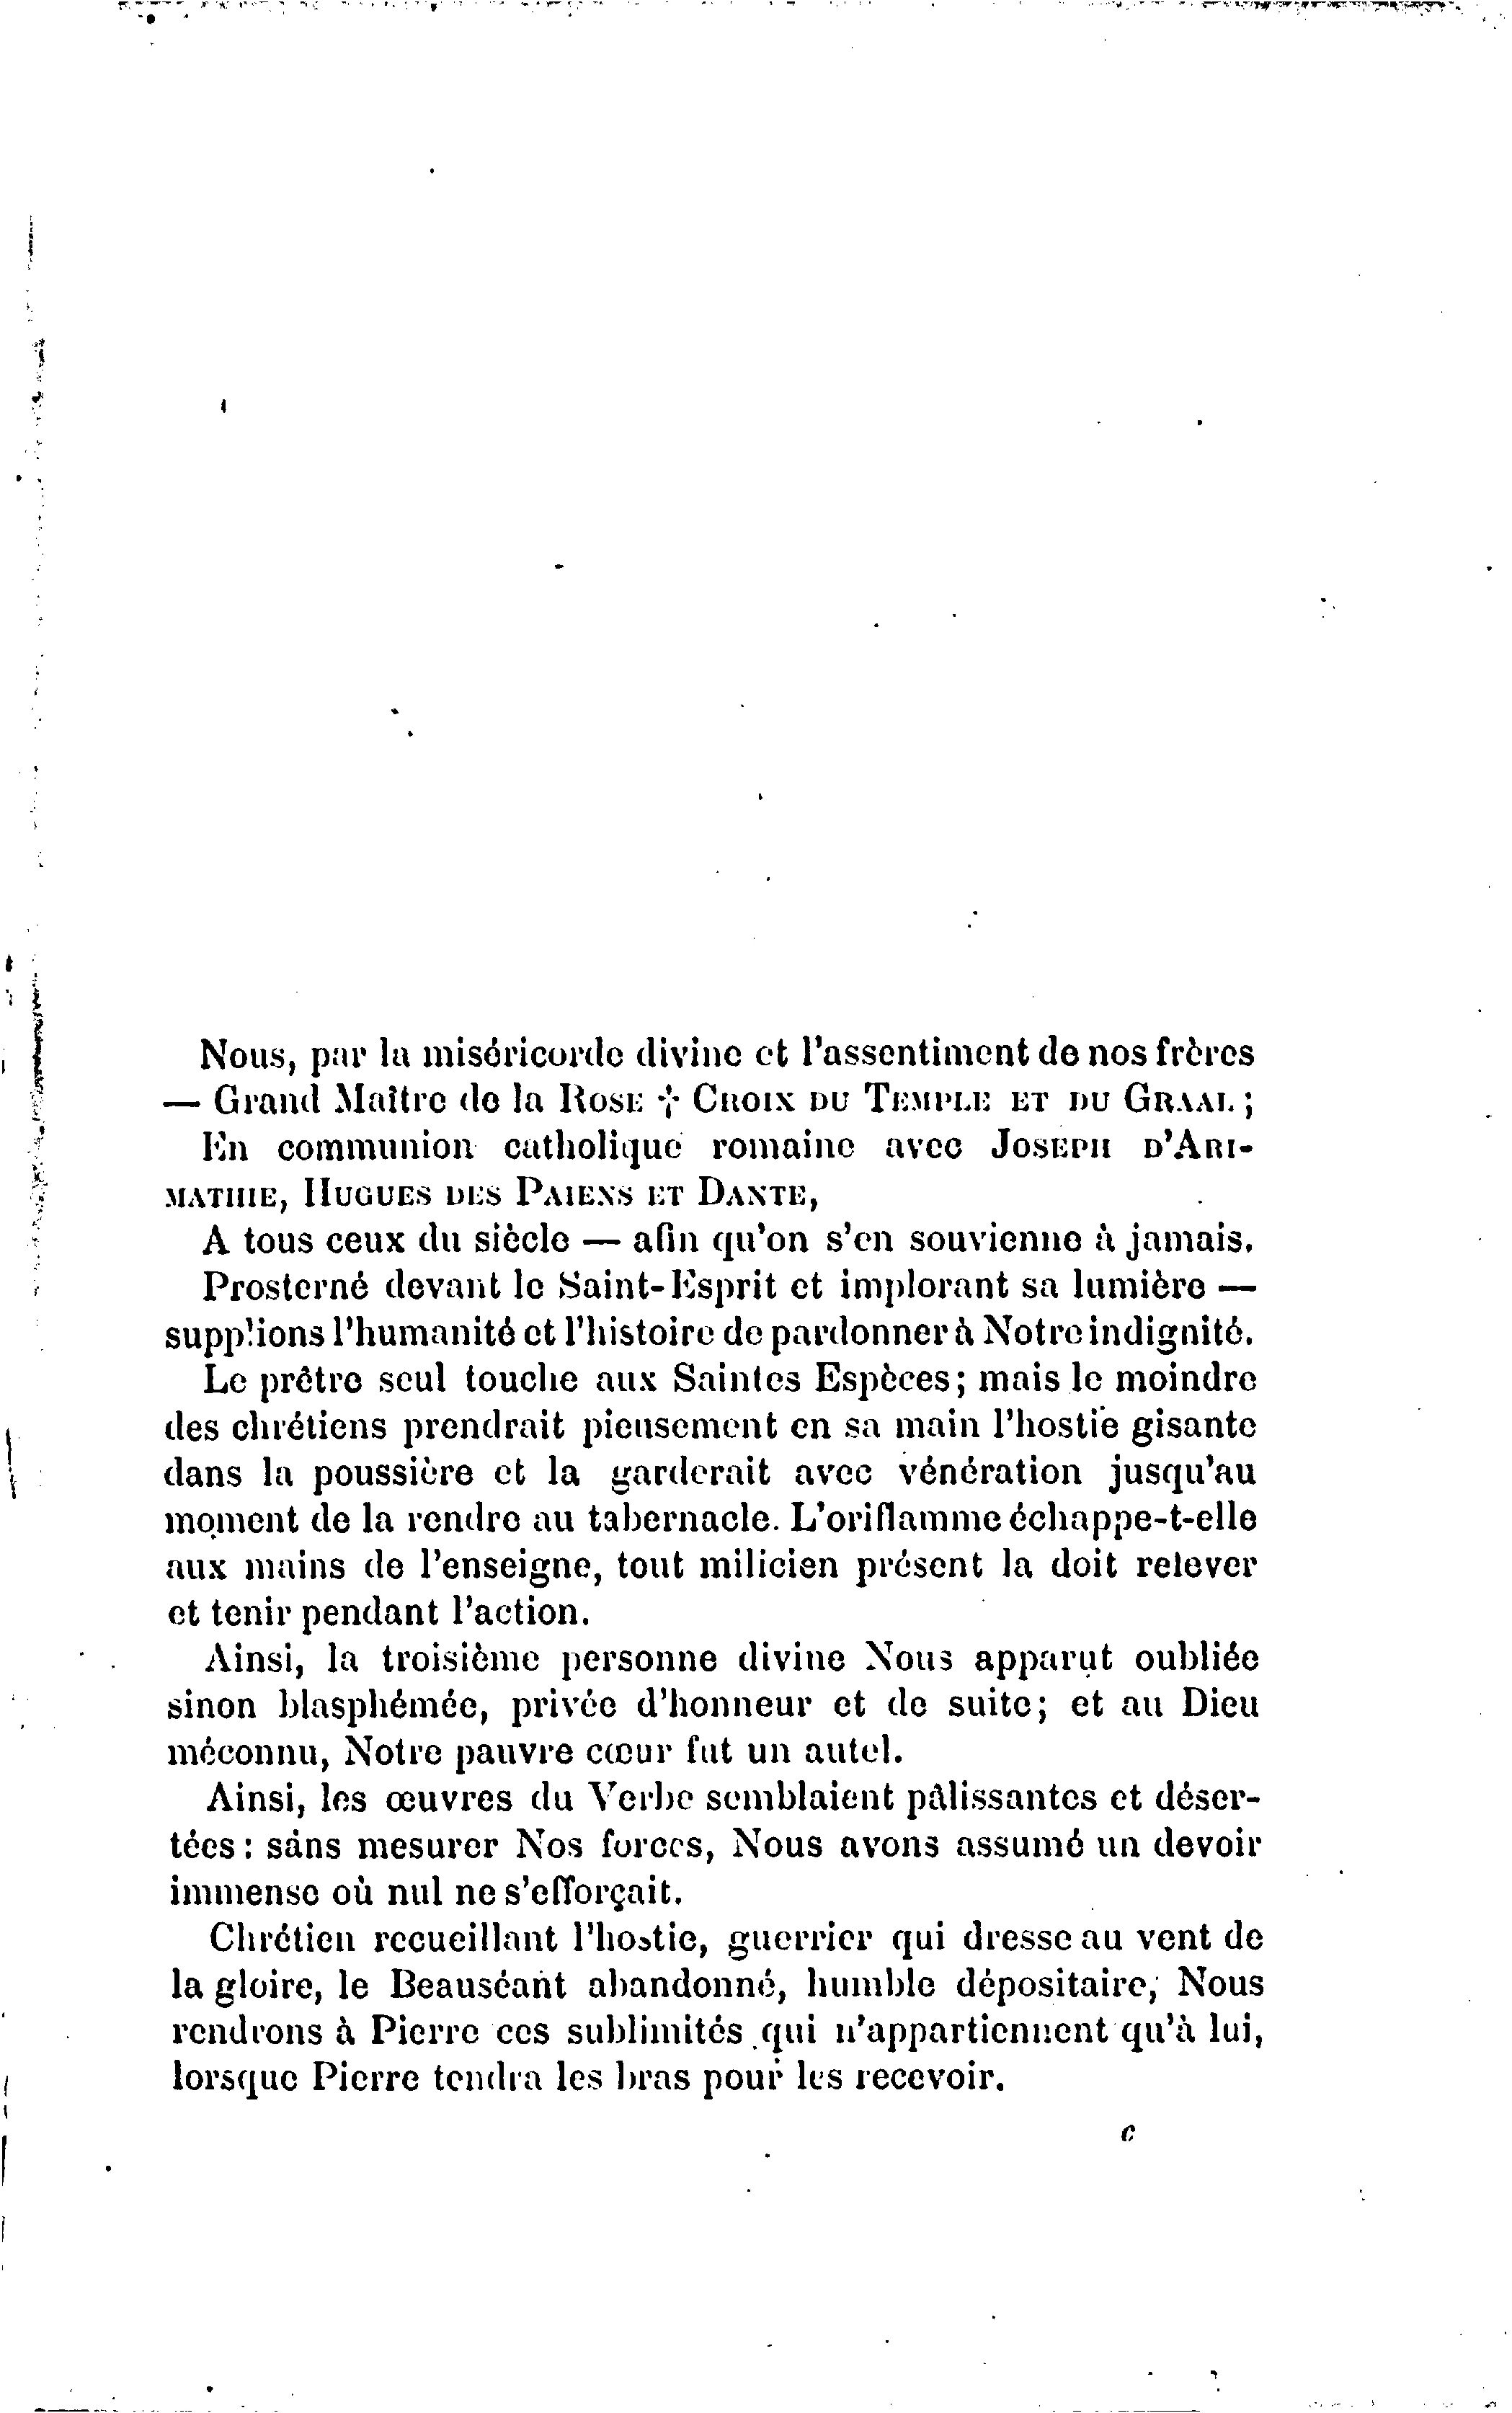 Nous, par la miséricorde divine et l'assentiment de nos frères
— Grand Maître de la ROSE ✢ CROIX DU TEMPLE ET DU GRAAL ;
En communion catholique romaine avec JOSEPH D'ARI-
MATHIE, HUGUES DES PAIENS ET DANTE,
A tous ceux du siècle — afin qu'on s'en souvienne à jamais.
Prosterné devant le Saint-Esprit et implorant sa lumière —
supplions l'humanité et l'histoire de pardonner à Notre indignité.
Le prêtre seul touche aux Saintes Espèces; mais le moindre
des chrétiens prendrait pieusement en sa main l'hostie gisante
dans la poussière et la garderait avec vénération jusqu'au
moment de la rendre au tabernacle. L'oriflamme échappe-t-elle
aux mains de l'enseigne, tout milicien présent la doit relever
et tenir pendant l'action.
Ainsi, la troisième personne divine Nous apparut oubliée
sinon blasphémée, privée d'honneur et de suite; et au Dieu
méconnu, Notre pauvre cœur fut un autel.
Ainsi, les œuvres du Verbe semblaient pâlissantes et déser-
tées : sans mesurer Nos forces, Nous avons assumé un devoir
immense où nul ne s'efforçait.
Chrétien recueillant l'hostie, guerrier qui dresse au vent de
la gloire, le Beauséant abandonné, humble dépositaire, Nous
rendrons à Pierre ces sublimités qui n'appartiennent qu'à lui,
lorsque Pierre tendra les bras pour les recevoir.
c